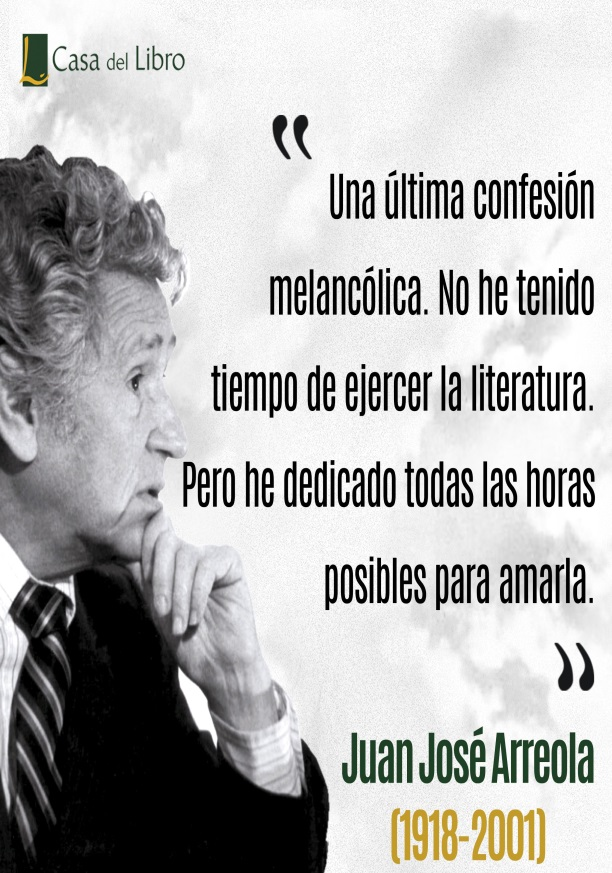 Casa del Libro
“
Una última confesión
melancólica. No he tenido
tiempo de ejercer la literatura.
Pero he dedicado todas las horas
posibles para amarla.
”
Juan José Arreola
(1918-2001)